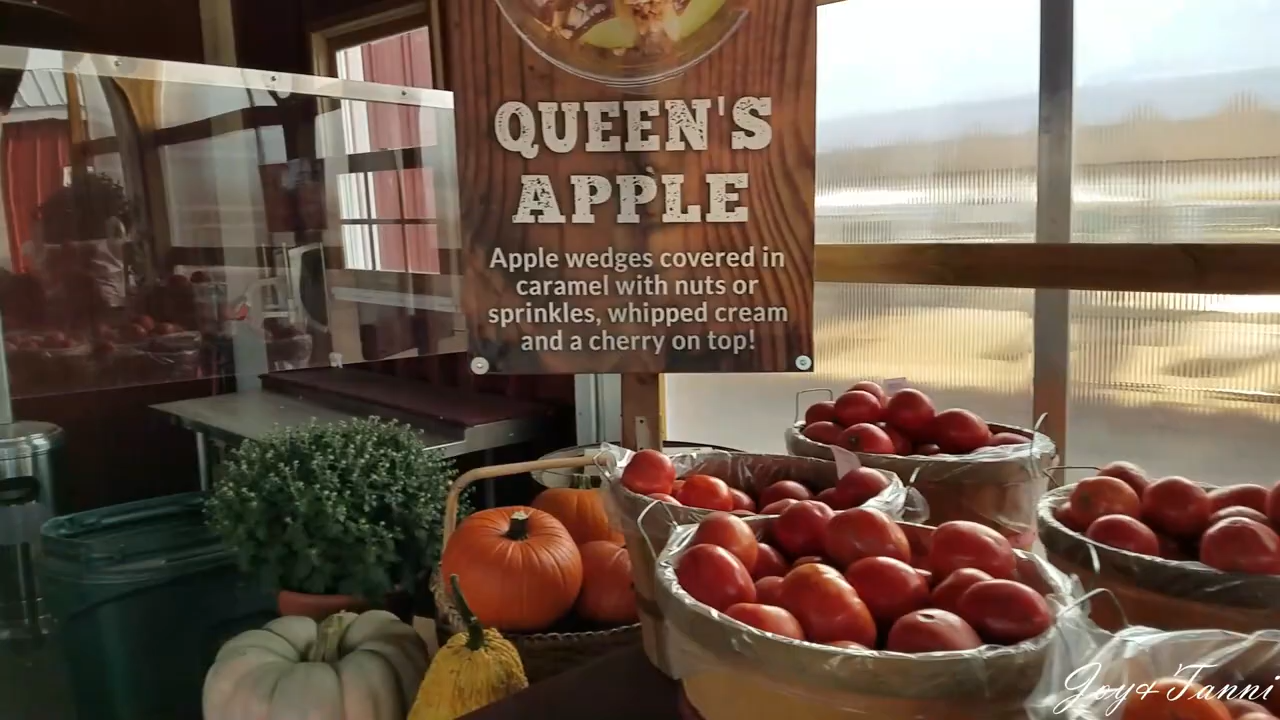 QUEEN'S
APPLE
Apple wedges covered in
caramel with nuts or
sprinkles, whipped cream
and a cherry on top!
Joy & Tanni